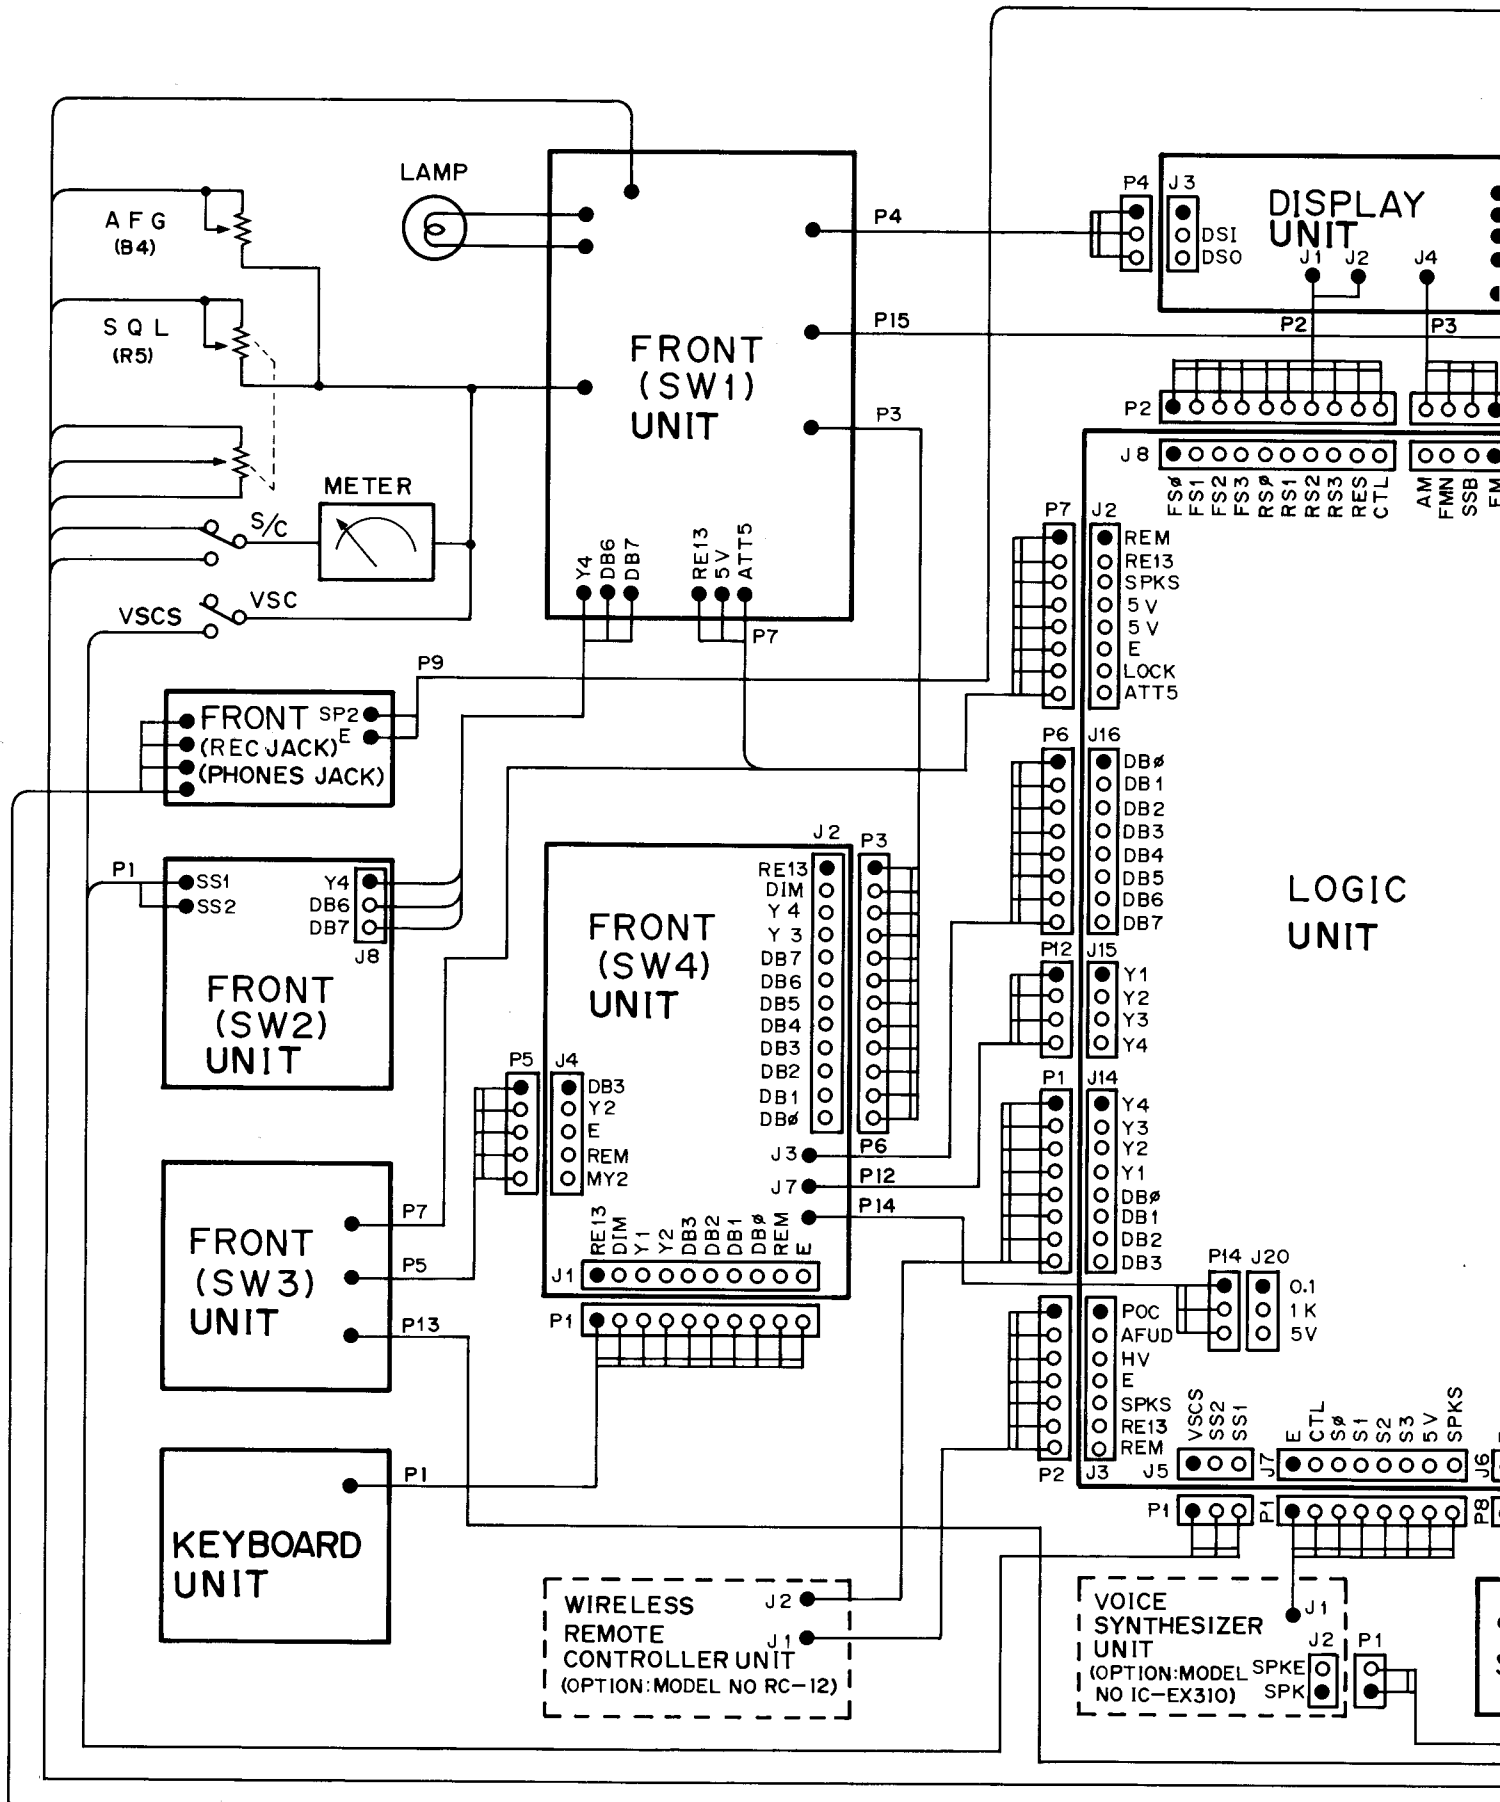 LAMP
A F G
(B4)
S Q L
(R5)
METER
S/C
VSC
VSCS
FRONT
(SW1)
UNIT
P4
P15
P3
Y4
DB6
DB7
RE13
5V
ATT5
P7
P4
J3
DSI
DSO
DISPLAY
UNIT
J1
J2
J4
P2
P3
P2
J8
FSØ
FS1
FS2
FS3
RSØ
RS1
RS2
RS3
RES
CTL
AM
FMN
SSB
FM
P7
J2
REM
RE13
SPKS
5V
5V
E
LOCK
ATT5
P9
FRONT
SP2
E
(REC JACK)
(PHONES JACK)
P1
SS1
SS2
Y4
DB6
DB7
J8
FRONT
(SW2)
UNIT
P6
J16
DBØ
DB1
DB2
DB3
DB4
DB5
DB6
DB7
LOGIC
UNIT
J2
P3
RE13
DIM
Y4
Y3
DB7
DB6
DB5
DB4
DB3
DB2
DB1
DBØ
FRONT
(SW4)
UNIT
P5
J4
DB3
Y2
E
REM
MY2
J3
P6
J7
P12
P14
RE13
DIM
Y1
Y2
DB3
DB2
DB1
DBØ
REM
E
J1
P1
P12
J15
Y1
Y2
Y3
Y4
P1
J14
Y4
Y3
Y2
Y1
DBØ
DB1
DB2
DB3
P14
J20
0.1
1K
5V
FRONT
(SW3)
UNIT
P7
P5
P13
POC
AFUD
HV
E
SPKS
RE13
REM
P2
J3
VSCS
SS2
SS1
J5
P1
E
CTL
SØ
S1
S2
S3
5V
SPKS
J7
P1
J6
P8
KEYBOARD
UNIT
P1
WIRELESS
REMOTE
CONTROLLER UNIT
(OPTION:MODEL NO RC-12)
J2
J1
VOICE
SYNTHESIZER
UNIT
(OPTION:MODEL
NO IC-EX310)
J1
J2
P1
SPKE
SPK